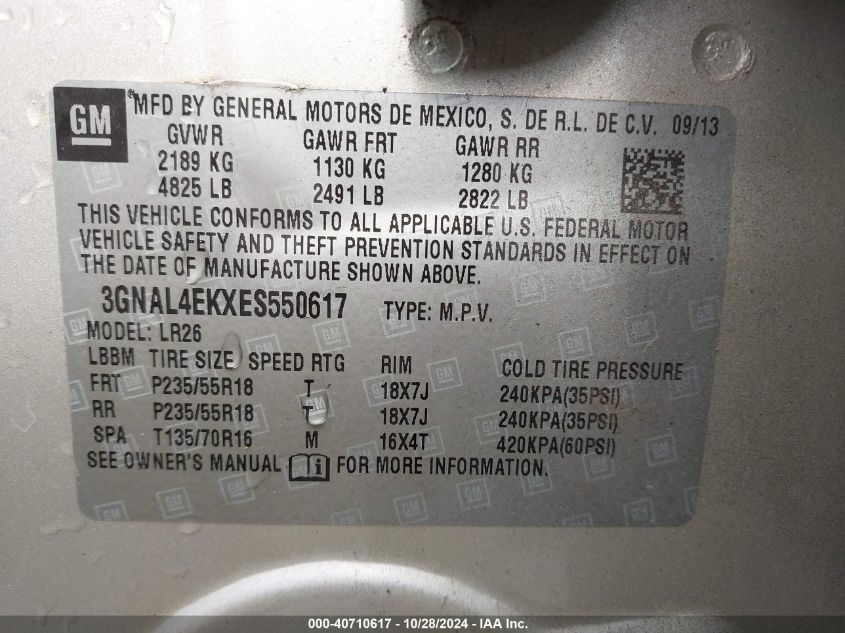 GM
MFD BY GENERAL MOTORS DE MEXICO, S. DE R.L. DE C.V. 09/13
GVWR GAWR FRT GAWR RR
2189 KG 1130 KG 1280 KG
4825 LB 2491 LB 2822 LB
THIS VEHICLE CONFORMS TO ALL APPLICABLE U.S. FEDERAL MOTOR
VEHICLE SAFETY AND THEFT PREVENTION STANDARDS IN EFFECT ON
THE DATE OF MANUFACTURE SHOWN ABOVE.
3GNAL4EKXES550617 TYPE: M.P.V.
MODEL: LR26
LBBM TIRE SIZE SPEED RTG RIM COLD TIRE PRESSURE
FRT P235/55R18 T 18X7J 240KPA(35PSI)
RR P235/55R18 T 18X7J 240KPA(35PSI)
SPA T135/70R16 M 16X4T 420KPA(60PSI)
SEE OWNER'S MANUAL i FOR MORE INFORMATION.
000-40710617 | 10/28/2024 - IAA Inc.